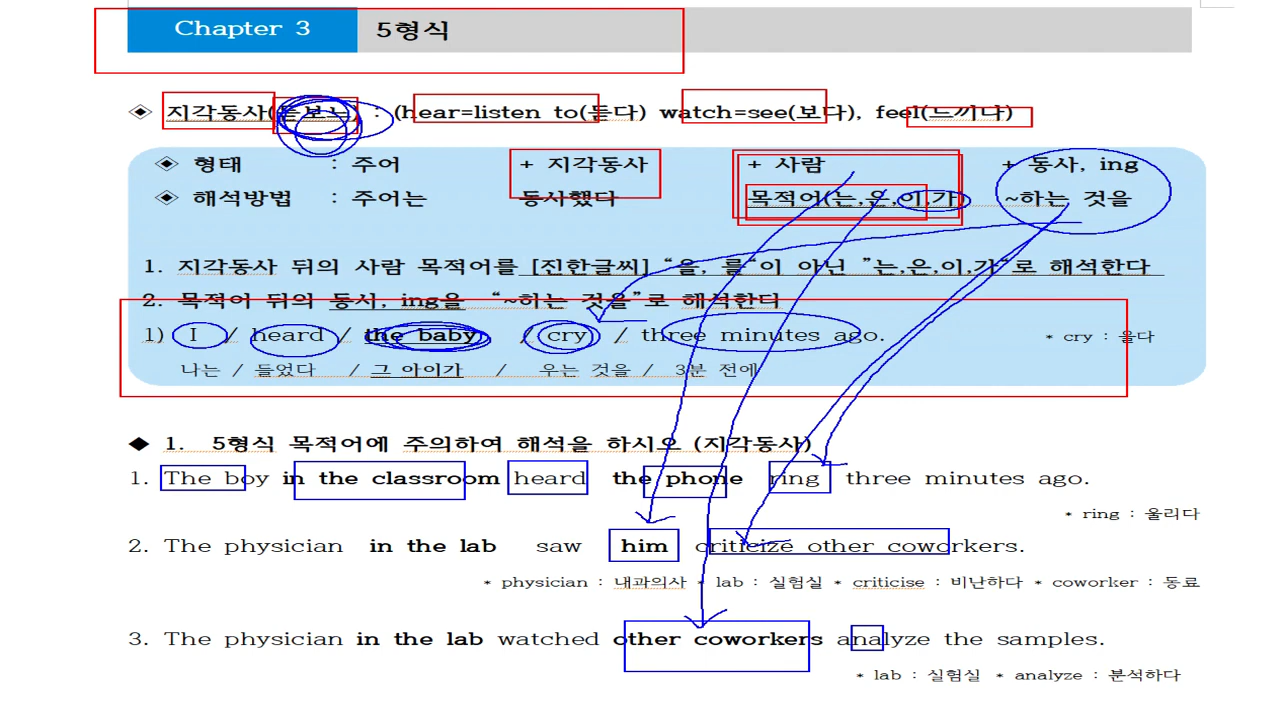 Chapter 3 5형식
◈ 지각동사(듣보느) : (hear=listen to(듣다) watch=see(보다), feel(느끼다)
◈ 형태 : 주어 + 지각동사 + 사람 + 동사, ing
◈ 해석방법 : 주어는 동사했다 목적어(는,은,이,가) ~하는 것을
1. 지각동사 뒤의 사람 목적어를 [진한글씨] “을, 를“이 아닌 ”는,은,이,가“로 해석한다
2. 목적어 뒤의 동사, ing을 “~하는 것을”로 해석한다
1) I / heard / the baby / cry / three minutes ago. * cry : 울다
나는 / 들었다 / 그 아이가 / 우는 것을 / 3분 전에
◆ 1. 5형식 목적어에 주의하여 해석을 하시오 (지각동사)
1. The boy in the classroom heard the phone ring three minutes ago.
* ring : 울리다
2. The physician in the lab saw him criticize other coworkers.
* physician : 내과의사 * lab : 실험실 * criticise : 비난하다 * coworker : 동료
3. The physician in the lab watched other coworkers analyze the samples.
* lab : 실험실 * analyze : 분석하다